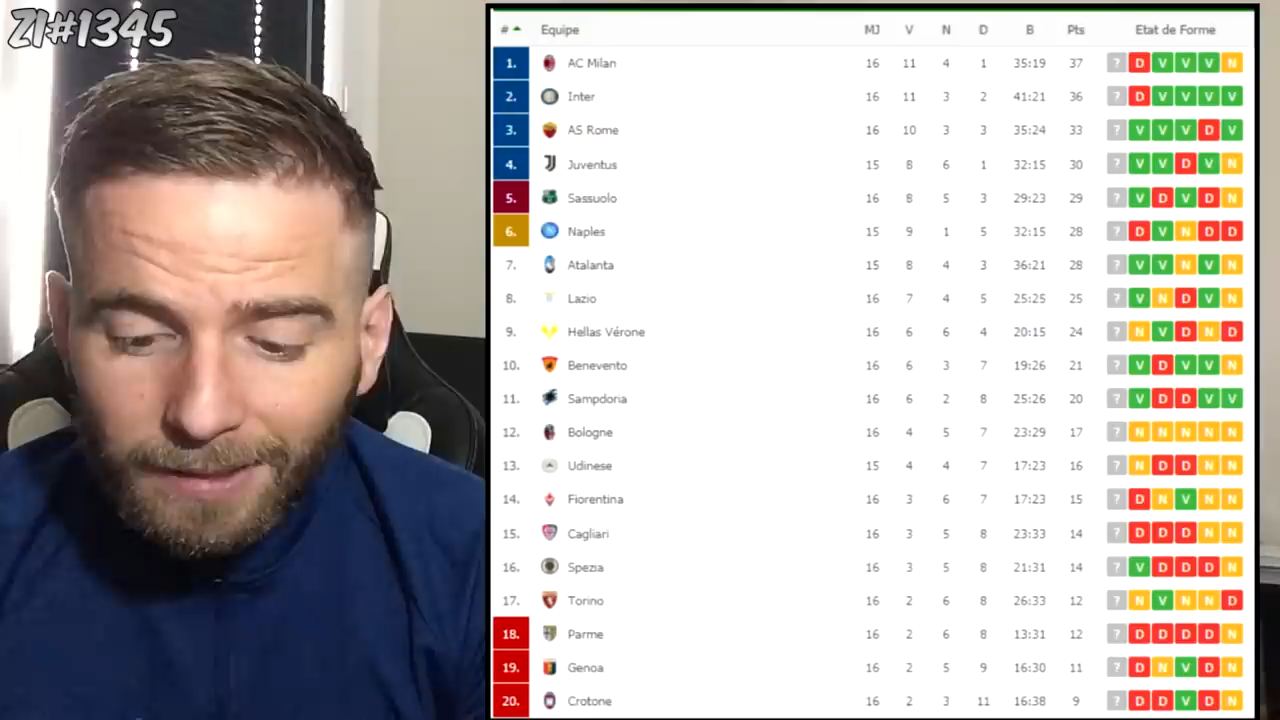 ZI#1345
# Equipe MJ V N D B Pts Etat de Forme
1. AC Milan 16 11 4 1 35:19 37 ? D V V V N
2. Inter 16 11 3 2 41:21 36 ? D V V V V
3. AS Rome 16 10 3 3 35:24 33 ? V V V D V
4. Juventus 15 8 6 1 32:15 30 ? V V D V N
5. Sassuolo 16 8 5 3 29:23 29 ? V D V D N
6. Naples 15 9 1 5 32:15 28 ? D V N D D
7. Atalanta 15 8 4 3 36:21 28 ? V V N V N
8. Lazio 16 7 4 5 25:25 25 ? V N D V N
9. Hellas Vérone 16 6 6 4 20:15 24 ? N V D N D
10. Benevento 16 6 3 7 19:26 21 ? V D V V N
11. Sampdoria 16 6 2 8 25:26 20 ? V D D V V
12. Bologne 16 4 5 7 23:29 17 ? N N N N N
13. Udinese 15 4 4 7 17:23 16 ? N D D N N
14. Fiorentina 16 3 6 7 17:23 15 ? D N V N N
15. Cagliari 16 3 5 8 23:33 14 ? D D D N N
16. Spezia 16 3 5 8 21:31 14 ? V D D D N
17. Torino 16 2 6 8 26:33 12 ? N V N N D
18. Parme 16 2 6 8 13:31 12 ? D D D D N
19. Genoa 16 2 5 9 16:30 11 ? D N V D N
20. Crotone 16 2 3 11 16:38 9 ? D D V D N